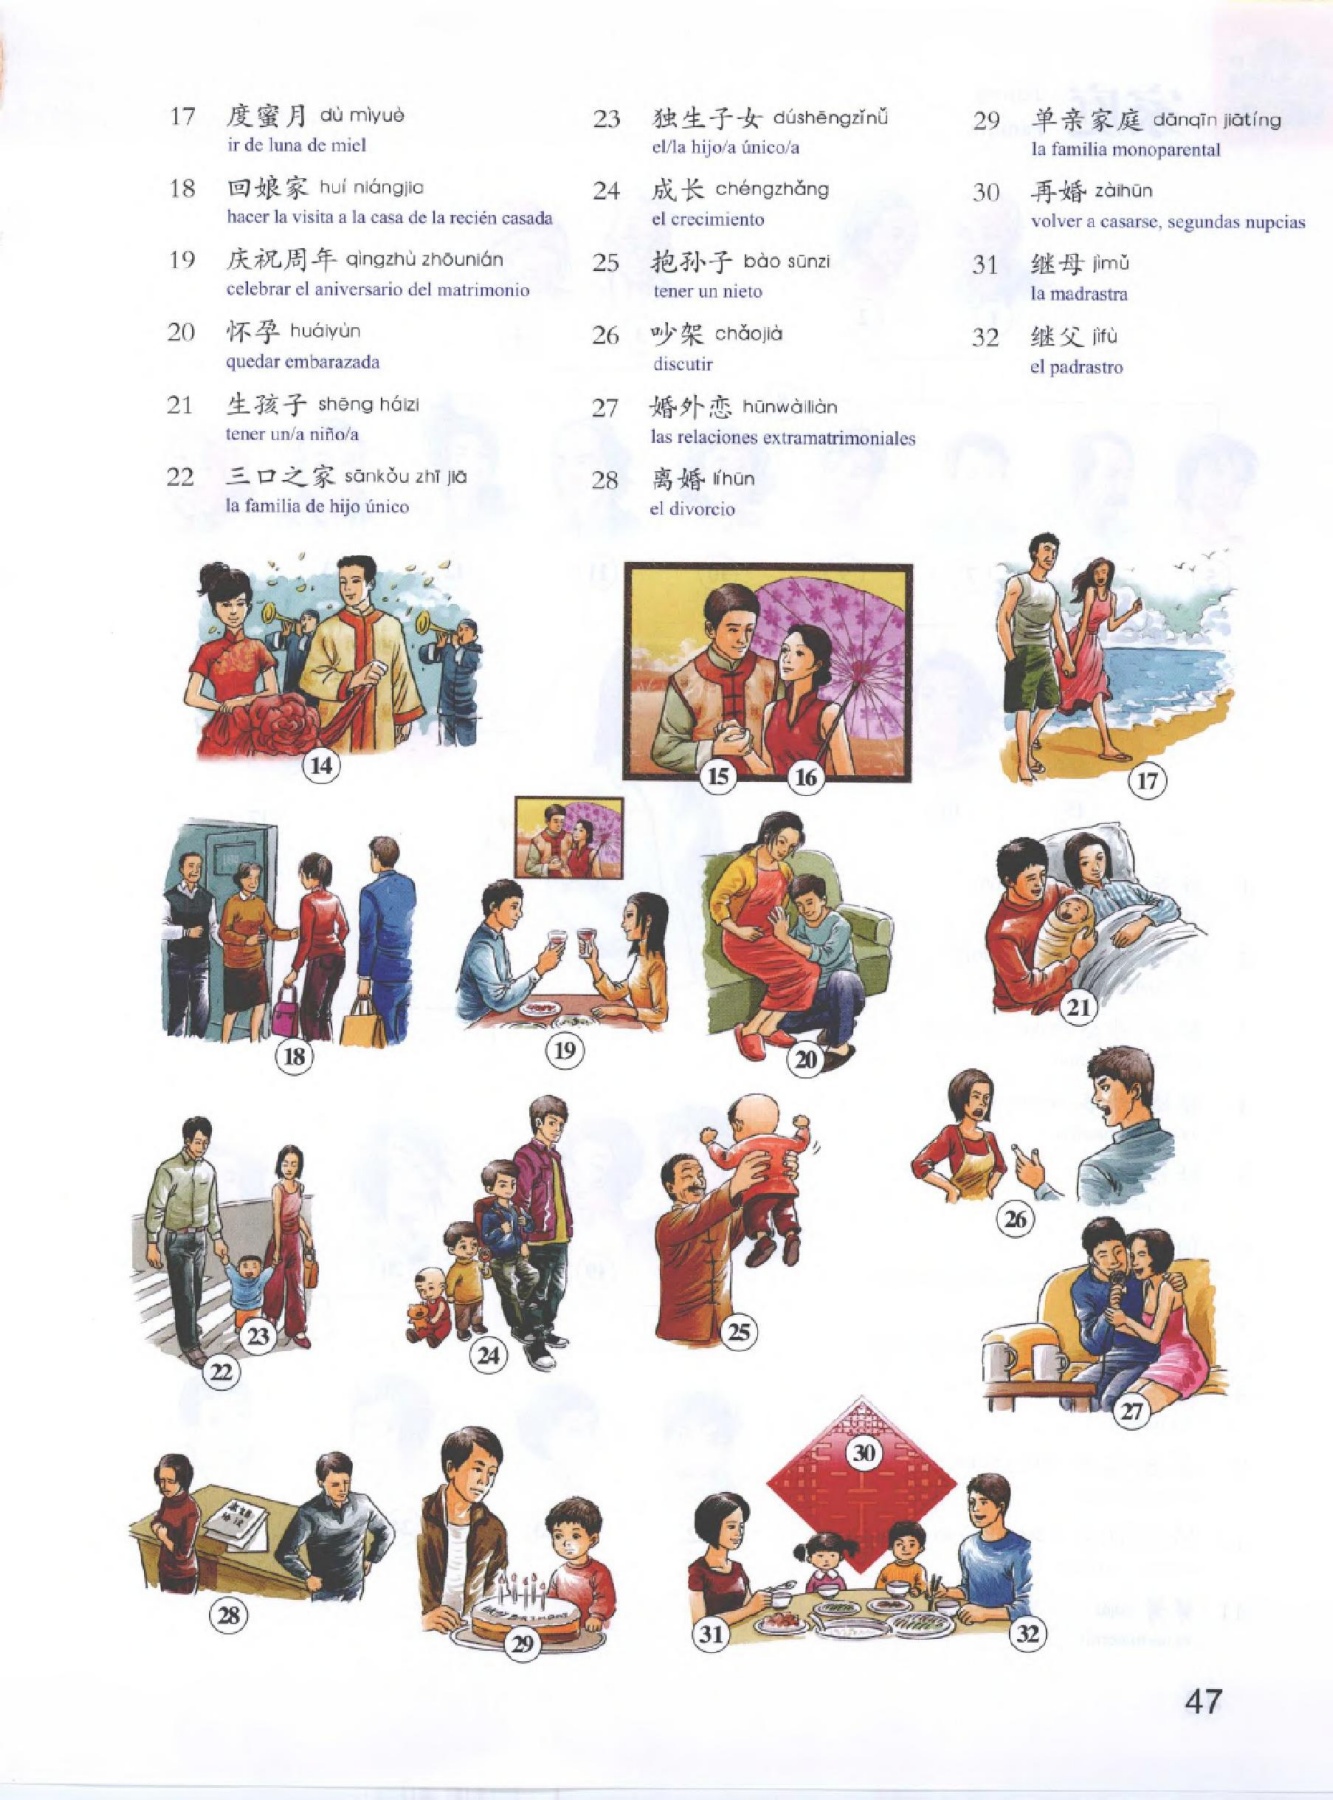 17 度蜜月 dù mìyuè
ir de luna de miel
18 回娘家 huí niángjia
hacer la visita a la casa de la recién casada
19 庆祝周年 qìngzhù zhōunián
celebrar el aniversario del matrimonio
20 怀孕 huáiyùn
quedar embarazada
21 生孩子 shēng háizi
tener un/a niño/a
22 三口之家 sānkǒu zhī jiā
la familia de hijo único
23 独生子女 dúshēngzǐnǚ
el/la hijo/a único/a
24 成长 chéngzhǎng
el crecimiento
25 抱孙子 bào sūnzi
tener un nieto
26 吵架 chǎojià
discutir
27 婚外恋 hūnwàiliàn
las relaciones extramatrimoniales
28 离婚 líhūn
el divorcio
29 单亲家庭 dānqīn jiātíng
la familia monoparental
30 再婚 zàihūn
volver a casarse, segundas nupcias
31 继母 jìmǔ
la madrastra
32 继父 jìfù
el padrastro
14
15
16
17
18
19
20
21
22
23
24
25
26
27
28
29
30
31
32
47